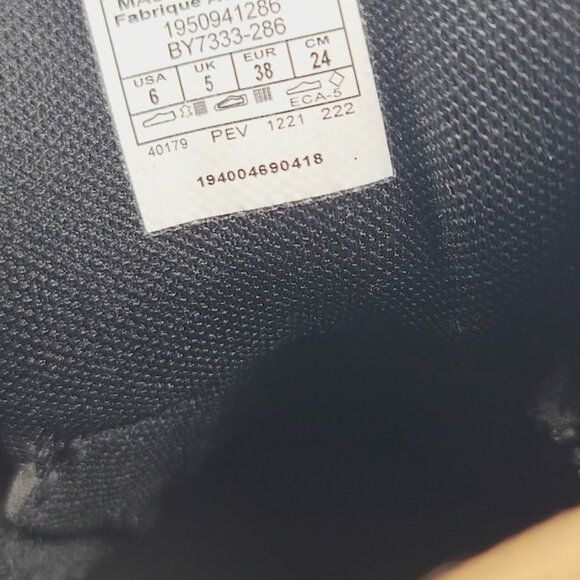 Fabrique A
1950941286
BY7333-286
USA UK EUR CM
6 5 38 24
ECA-5
40179 PEV 1221 222
194004690418